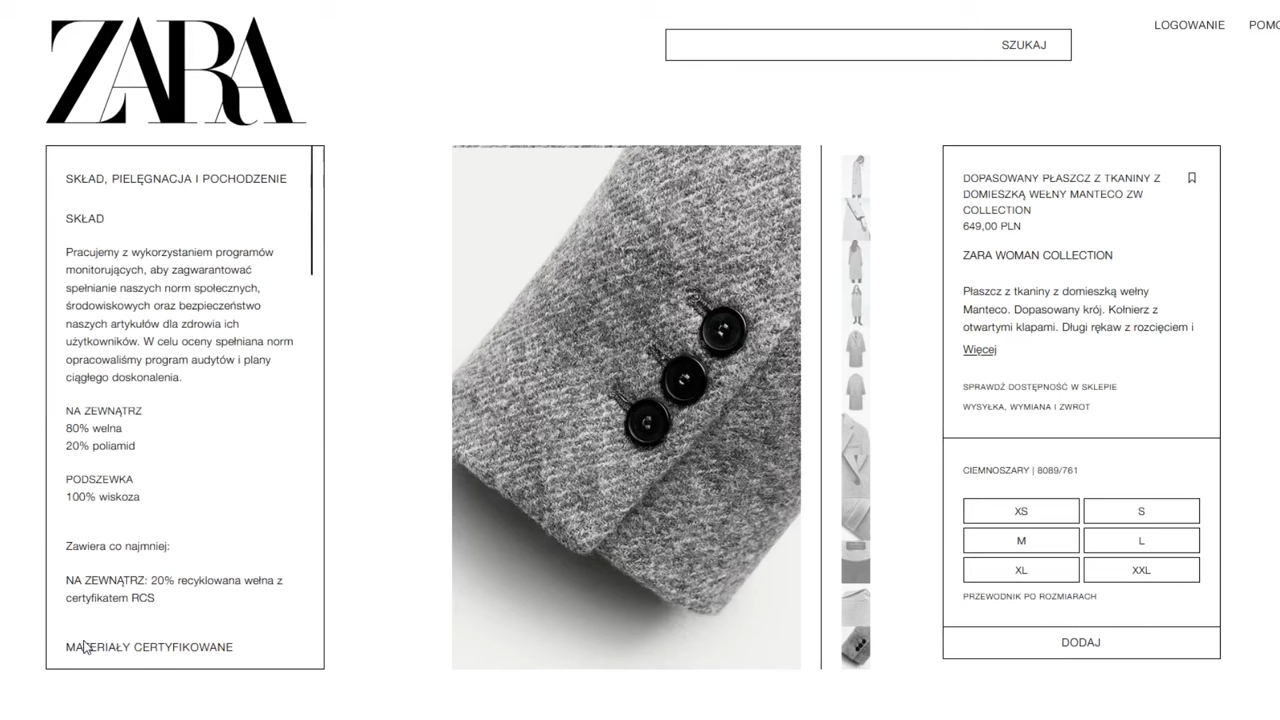 ZARA
SZUKAJ
LOGOWANIE
SKŁAD, PIELĘGNACJA I POCHODZENIE
SKŁAD
Pracujemy z wykorzystaniem programów
monitorujących, aby zagwarantować
spełnianie naszych norm społecznych,
środowiskowych oraz bezpieczeństwo
naszych artykułów dla zdrowia ich
użytkowników. W celu oceny spełniana norm
opracowaliśmy program audytów i plany
ciągłego doskonalenia.
NA ZEWNĄTRZ
80% wełna
20% poliamid
PODSZEWKA
100% wiskoza
Zawiera co najmniej:
NA ZEWNĄTRZ: 20% recyklowana wełna z
certyfikatem RCS
MATERIAŁY CERTYFIKOWANE
DOPASOWANY PŁASZCZ Z TKANINY Z
DOMIESZKĄ WEŁNY MANTECO ZW
COLLECTION
649,00 PLN
ZARA WOMAN COLLECTION
Płaszcz z tkaniny z domieszką wełny
Manteco. Dopasowany krój. Kołnierz z
otwartymi klapami. Długi rękaw z rozcięciem i
Więcej
SPRAWDŹ DOSTĘPNOŚĆ W SKLEPIE
WYSYŁKA, WYMIANA I ZWROT
CIEMNOSZARY | 8089/761
XS
S
M
L
XL
XXL
PRZEWODNIK PO ROZMIARACH
DODAJ